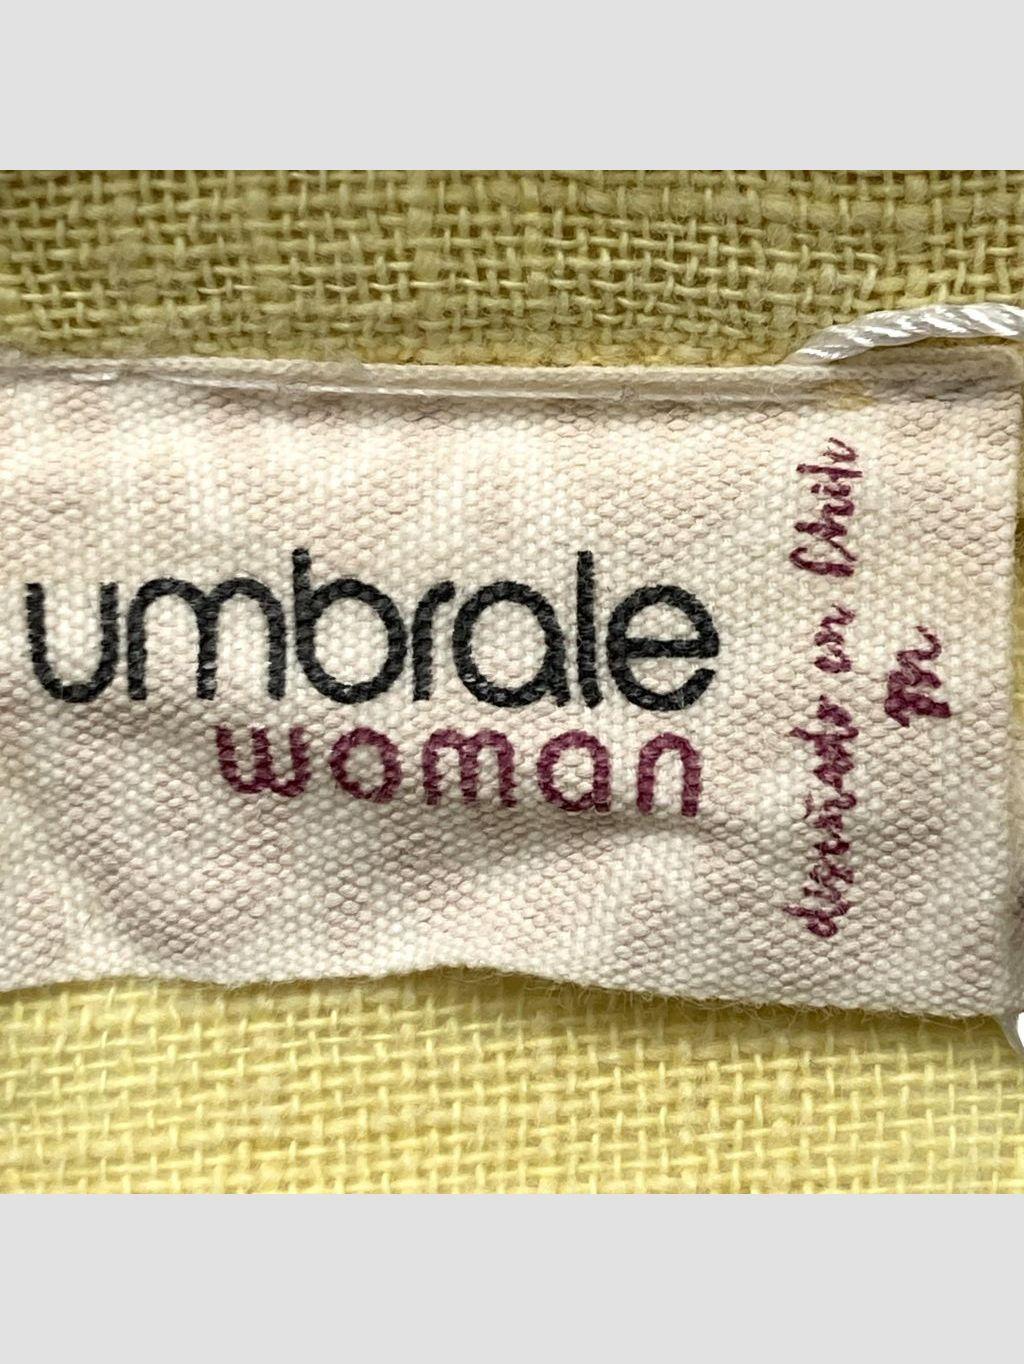 umbrale
woman
diseñado en Chile
m